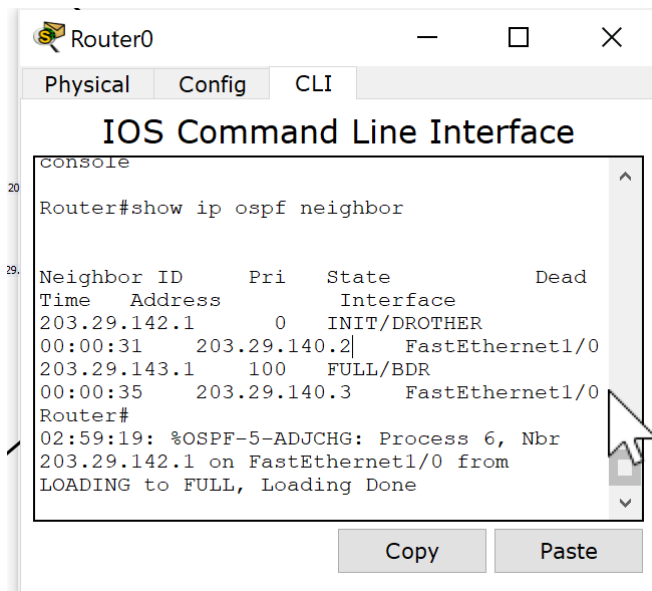 Router0
Physical Config CLI
IOS Command Line Interface
console
Router#show ip ospf neighbor
Neighbor ID Pri State Dead
Time Address Interface
203.29.142.1 0 INIT/DROTHER
00:00:31 203.29.140.2 FastEthernet1/0
203.29.143.1 100 FULL/BDR
00:00:35 203.29.140.3 FastEthernet1/0
Router#
02:59:19: %OSPF-5-ADJCHG: Process 6, Nbr
203.29.142.1 on FastEthernet1/0 from
LOADING to FULL, Loading Done
Copy Paste
20
29.